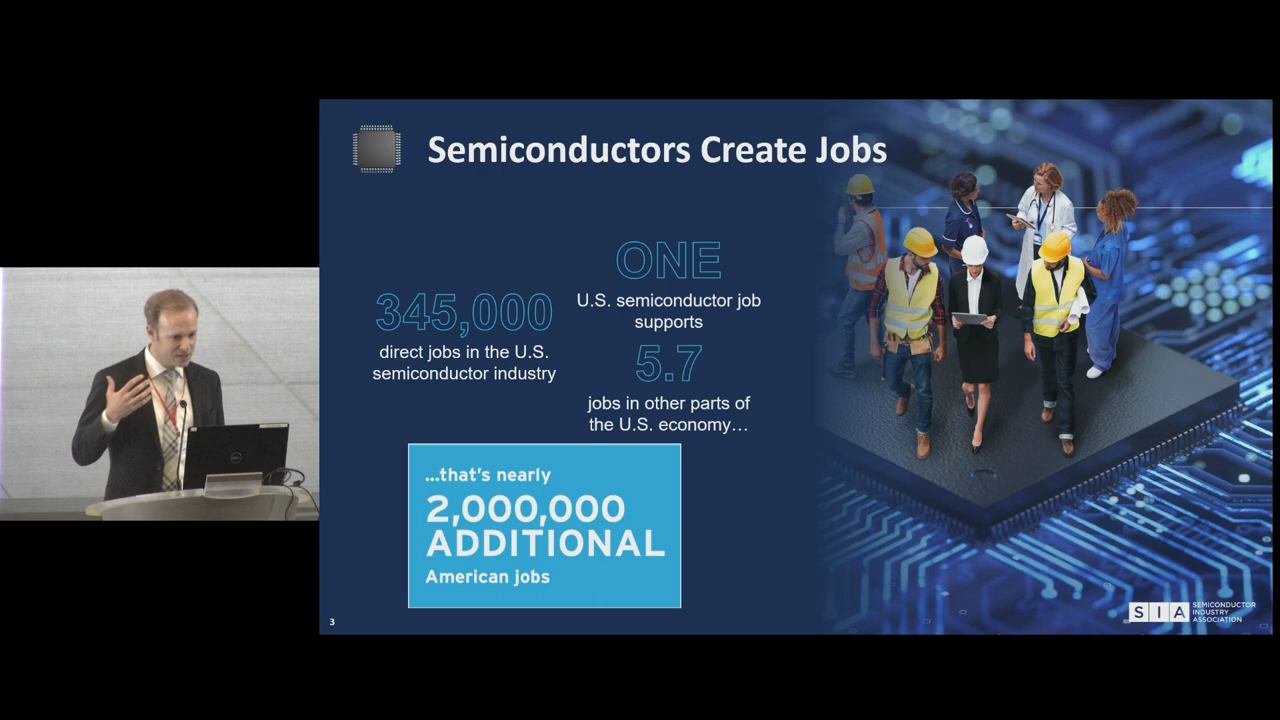 Semiconductors Create Jobs
345,000
direct jobs in the U.S.
semiconductor industry
ONE
U.S. semiconductor job
supports
5.7
jobs in other parts of
the U.S. economy…
...that's nearly
2,000,000
ADDITIONAL
American jobs
3
SIA
SEMICONDUCTOR
INDUSTRY
ASSOCIATION
DELL